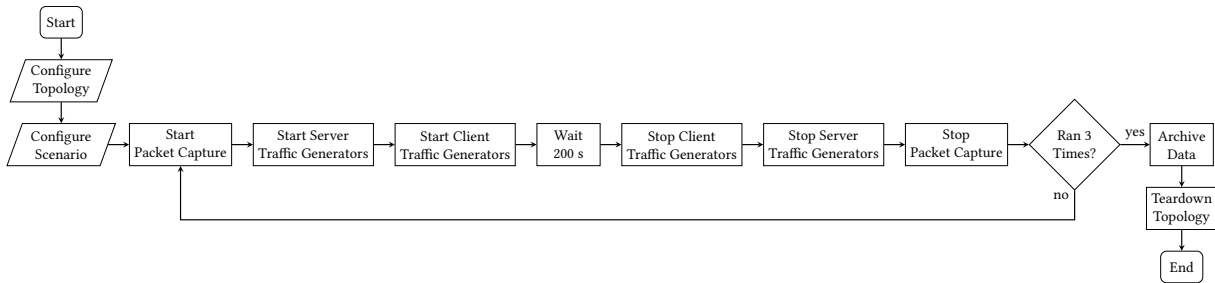 Start
Configure
Topology
Configure
Scenario
Start
Packet Capture
Start Server
Traffic Generators
Start Client
Traffic Generators
Wait
200 s
Stop Client
Traffic Generators
Stop Server
Traffic Generators
Stop
Packet Capture
Ran 3
Times?
yes
no
Archive
Data
Teardown
Topology
End